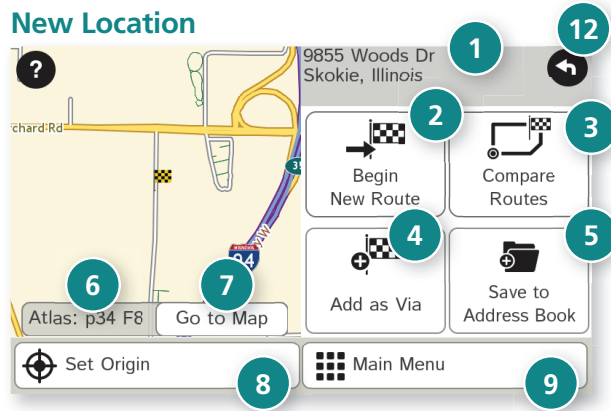 New Location
9855 Woods Dr
Skokie, Illinois
1
12
?
chard Rd
2
3
Begin
New Route
Compare
Routes
4
5
Add as Via
Save to
Address Book
94
6
7
Atlas: p34 F8
Go to Map
Set Origin
8
Main Menu
9